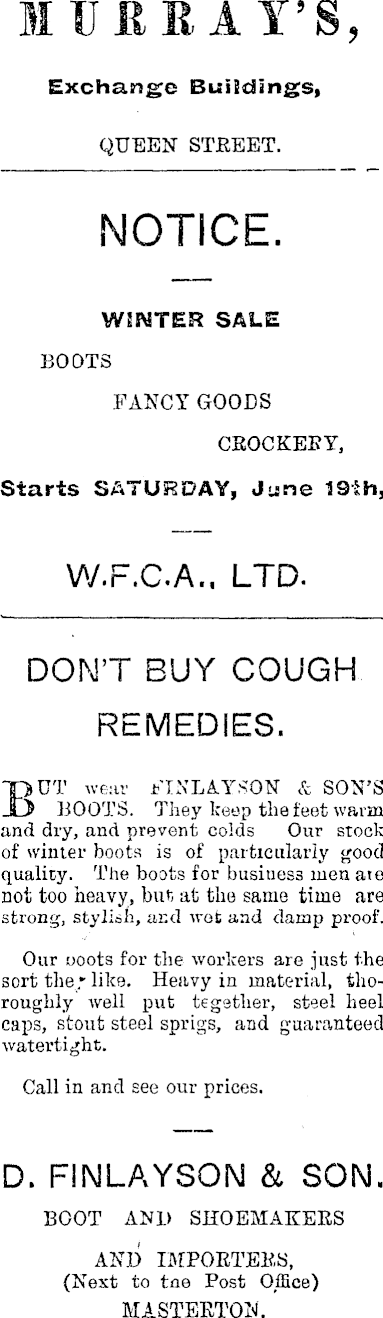 MURRAY'S,
Exchange Buildings,
QUEEN STREET.
NOTICE.
WINTER SALE
BOOTS
FANCY GOODS
CROCKERY,
Starts SATURDAY, June 19th,
W.F.C.A., LTD.
DON'T BUY COUGH
REMEDIES.
BUT wear FINLAYSON & SON'S
BOOTS. They keep the feet warm
and dry, and prevent colds Our stock
of winter boots is of particularly good
quality. The boots for business men are
not too heavy, but at the same time are
strong, stylish, and wet and damp proof.
Our boots for the workers are just the
sort they like. Heavy in material, tho-
roughly well put together, steel heel
caps, stout steel sprigs, and guaranteed
watertight.
Call in and see our prices.
D. FINLAYSON & SON.
BOOT AND SHOEMAKERS
AND IMPORTERS,
(Next to the Post Office)
MASTERTON.